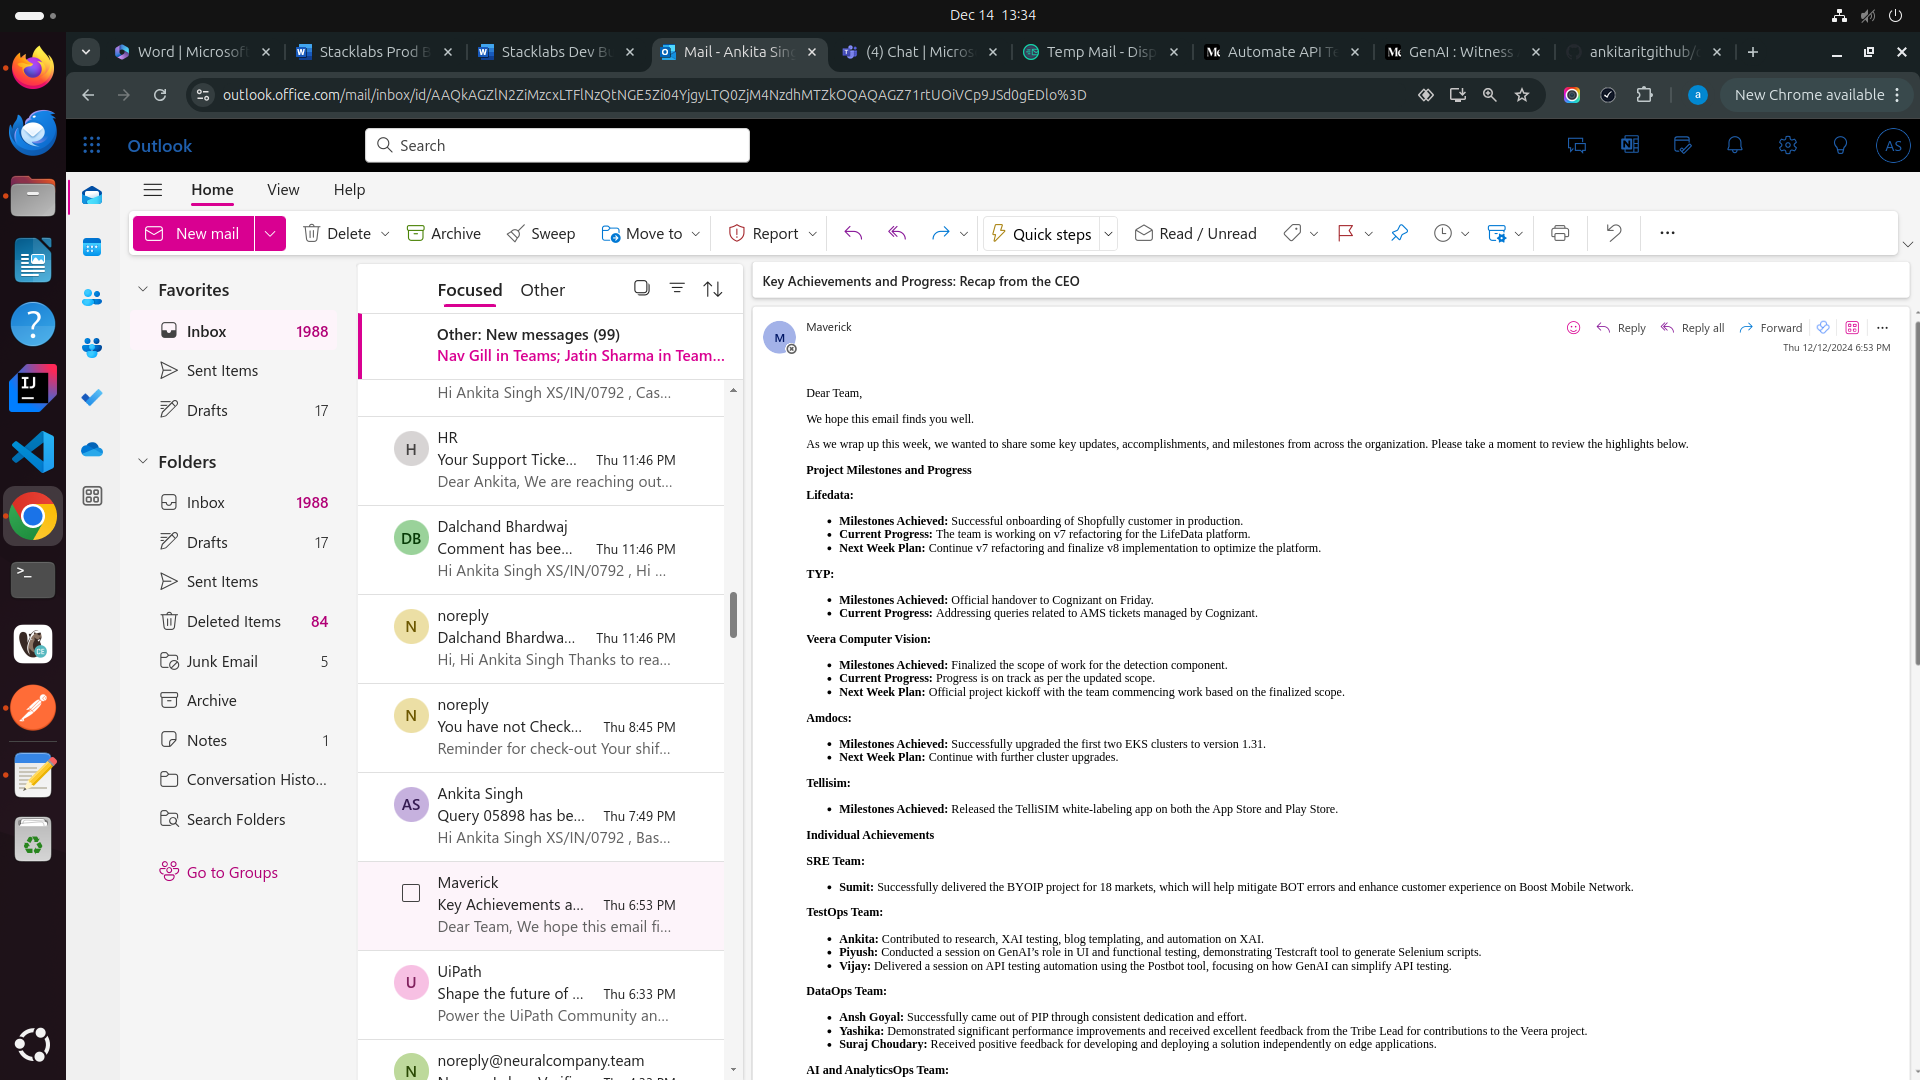 Dec 14 13:34
Word | Microsof
Stacklabs Prod B
Stacklabs Dev Bu
Mail - Ankita Sin
(4) Chat | Micros
Temp Mail - Disp
Automate API Te
GenAI : Witness
ankitaritgithub/
outlook.office.com/mail/inbox/id/AAQkAGZlN2ZiMzcxLTFlNzQtNGE5Zi04YjgyLTQ0ZjM4NzdhMTZkOQAQAGZ71rtUOiVCp9JSd0gEDlo%3D
New Chrome available
Outlook
Search
AS
Home
View
Help
New mail
Delete
Archive
Sweep
Move to
Report
Quick steps
Read / Unread
Favorites
Inbox 1988
Sent Items
Drafts 17
Folders
Inbox 1988
Drafts 17
Sent Items
Deleted Items 84
Junk Email 5
Archive
Notes 1
Conversation Histo...
Search Folders
Go to Groups
Focused
Other
Other: New messages (99)
Nav Gill in Teams; Jatin Sharma in Team...
Hi Ankita Singh XS/IN/0792 , Cas...
H
HR
Your Support Ticke... Thu 11:46 PM
Dear Ankita, We are reaching out...
DB
Dalchand Bhardwaj
Comment has bee... Thu 11:46 PM
Hi Ankita Singh XS/IN/0792 , Hi ...
N
noreply
Dalchand Bhardwa... Thu 11:46 PM
Hi, Hi Ankita Singh Thanks to rea...
N
noreply
You have not Check... Thu 8:45 PM
Reminder for check-out Your shif...
AS
Ankita Singh
Query 05898 has be... Thu 7:49 PM
Hi Ankita Singh XS/IN/0792 , Bas...
Maverick
Key Achievements a... Thu 6:53 PM
Dear Team, We hope this email fi...
U
UiPath
Shape the future of ... Thu 6:33 PM
Power the UiPath Community an...
N
noreply@neuralcompany.team
Key Achievements and Progress: Recap from the CEO
M
Maverick
Reply
Reply all
Forward
Thu 12/12/2024 6:53 PM
Dear Team,
We hope this email finds you well.
As we wrap up this week, we wanted to share some key updates, accomplishments, and milestones from across the organization. Please take a moment to review the highlights below.
Project Milestones and Progress
Lifedata:
• Milestones Achieved: Successful onboarding of Shopfully customer in production.
• Current Progress: The team is working on v7 refactoring for the LifeData platform.
• Next Week Plan: Continue v7 refactoring and finalize v8 implementation to optimize the platform.
TYP:
• Milestones Achieved: Official handover to Cognizant on Friday.
• Current Progress: Addressing queries related to AMS tickets managed by Cognizant.
Veera Computer Vision:
• Milestones Achieved: Finalized the scope of work for the detection component.
• Current Progress: Progress is on track as per the updated scope.
• Next Week Plan: Official project kickoff with the team commencing work based on the finalized scope.
Amdocs:
• Milestones Achieved: Successfully upgraded the first two EKS clusters to version 1.31.
• Next Week Plan: Continue with further cluster upgrades.
Tellisim:
• Milestones Achieved: Released the TelliSIM white-labeling app on both the App Store and Play Store.
Individual Achievements
SRE Team:
• Sumit: Successfully delivered the BYOIP project for 18 markets, which will help mitigate BOT errors and enhance customer experience on Boost Mobile Network.
TestOps Team:
• Ankita: Contributed to research, XAI testing, blog templating, and automation on XAI.
• Piyush: Conducted a session on GenAI's role in UI and functional testing, demonstrating Testcraft tool to generate Selenium scripts.
• Vijay: Delivered a session on API testing automation using the Postbot tool, focusing on how GenAI can simplify API testing.
DataOps Team:
• Ansh Goyal: Successfully came out of PIP through consistent dedication and effort.
• Yashika: Demonstrated significant performance improvements and received excellent feedback from the Tribe Lead for contributions to the Veera project.
• Suraj Choudary: Received positive feedback for developing and deploying a solution independently on edge applications.
AI and AnalyticsOps Team: